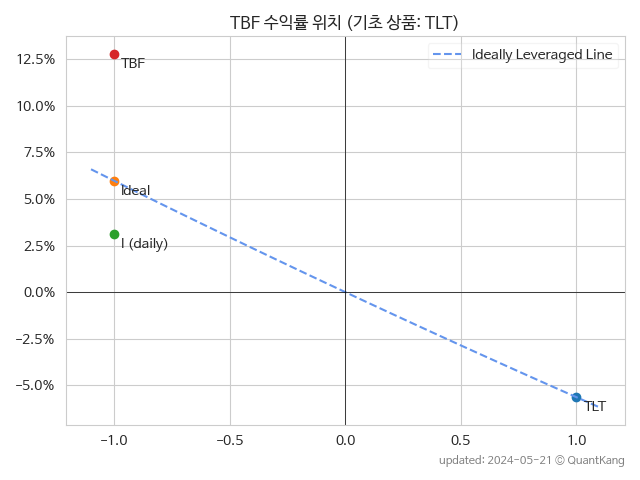 TBF 수익률 위치 (기초 상품: TLT)
Ideally Leveraged Line
12.5%
10.0%
7.5%
5.0%
2.5%
0.0%
−2.5%
−5.0%
TBF
Ideal
I (daily)
TLT
−1.0 −0.5 0.0 0.5 1.0
updated: 2024-05-21 © QuantKang